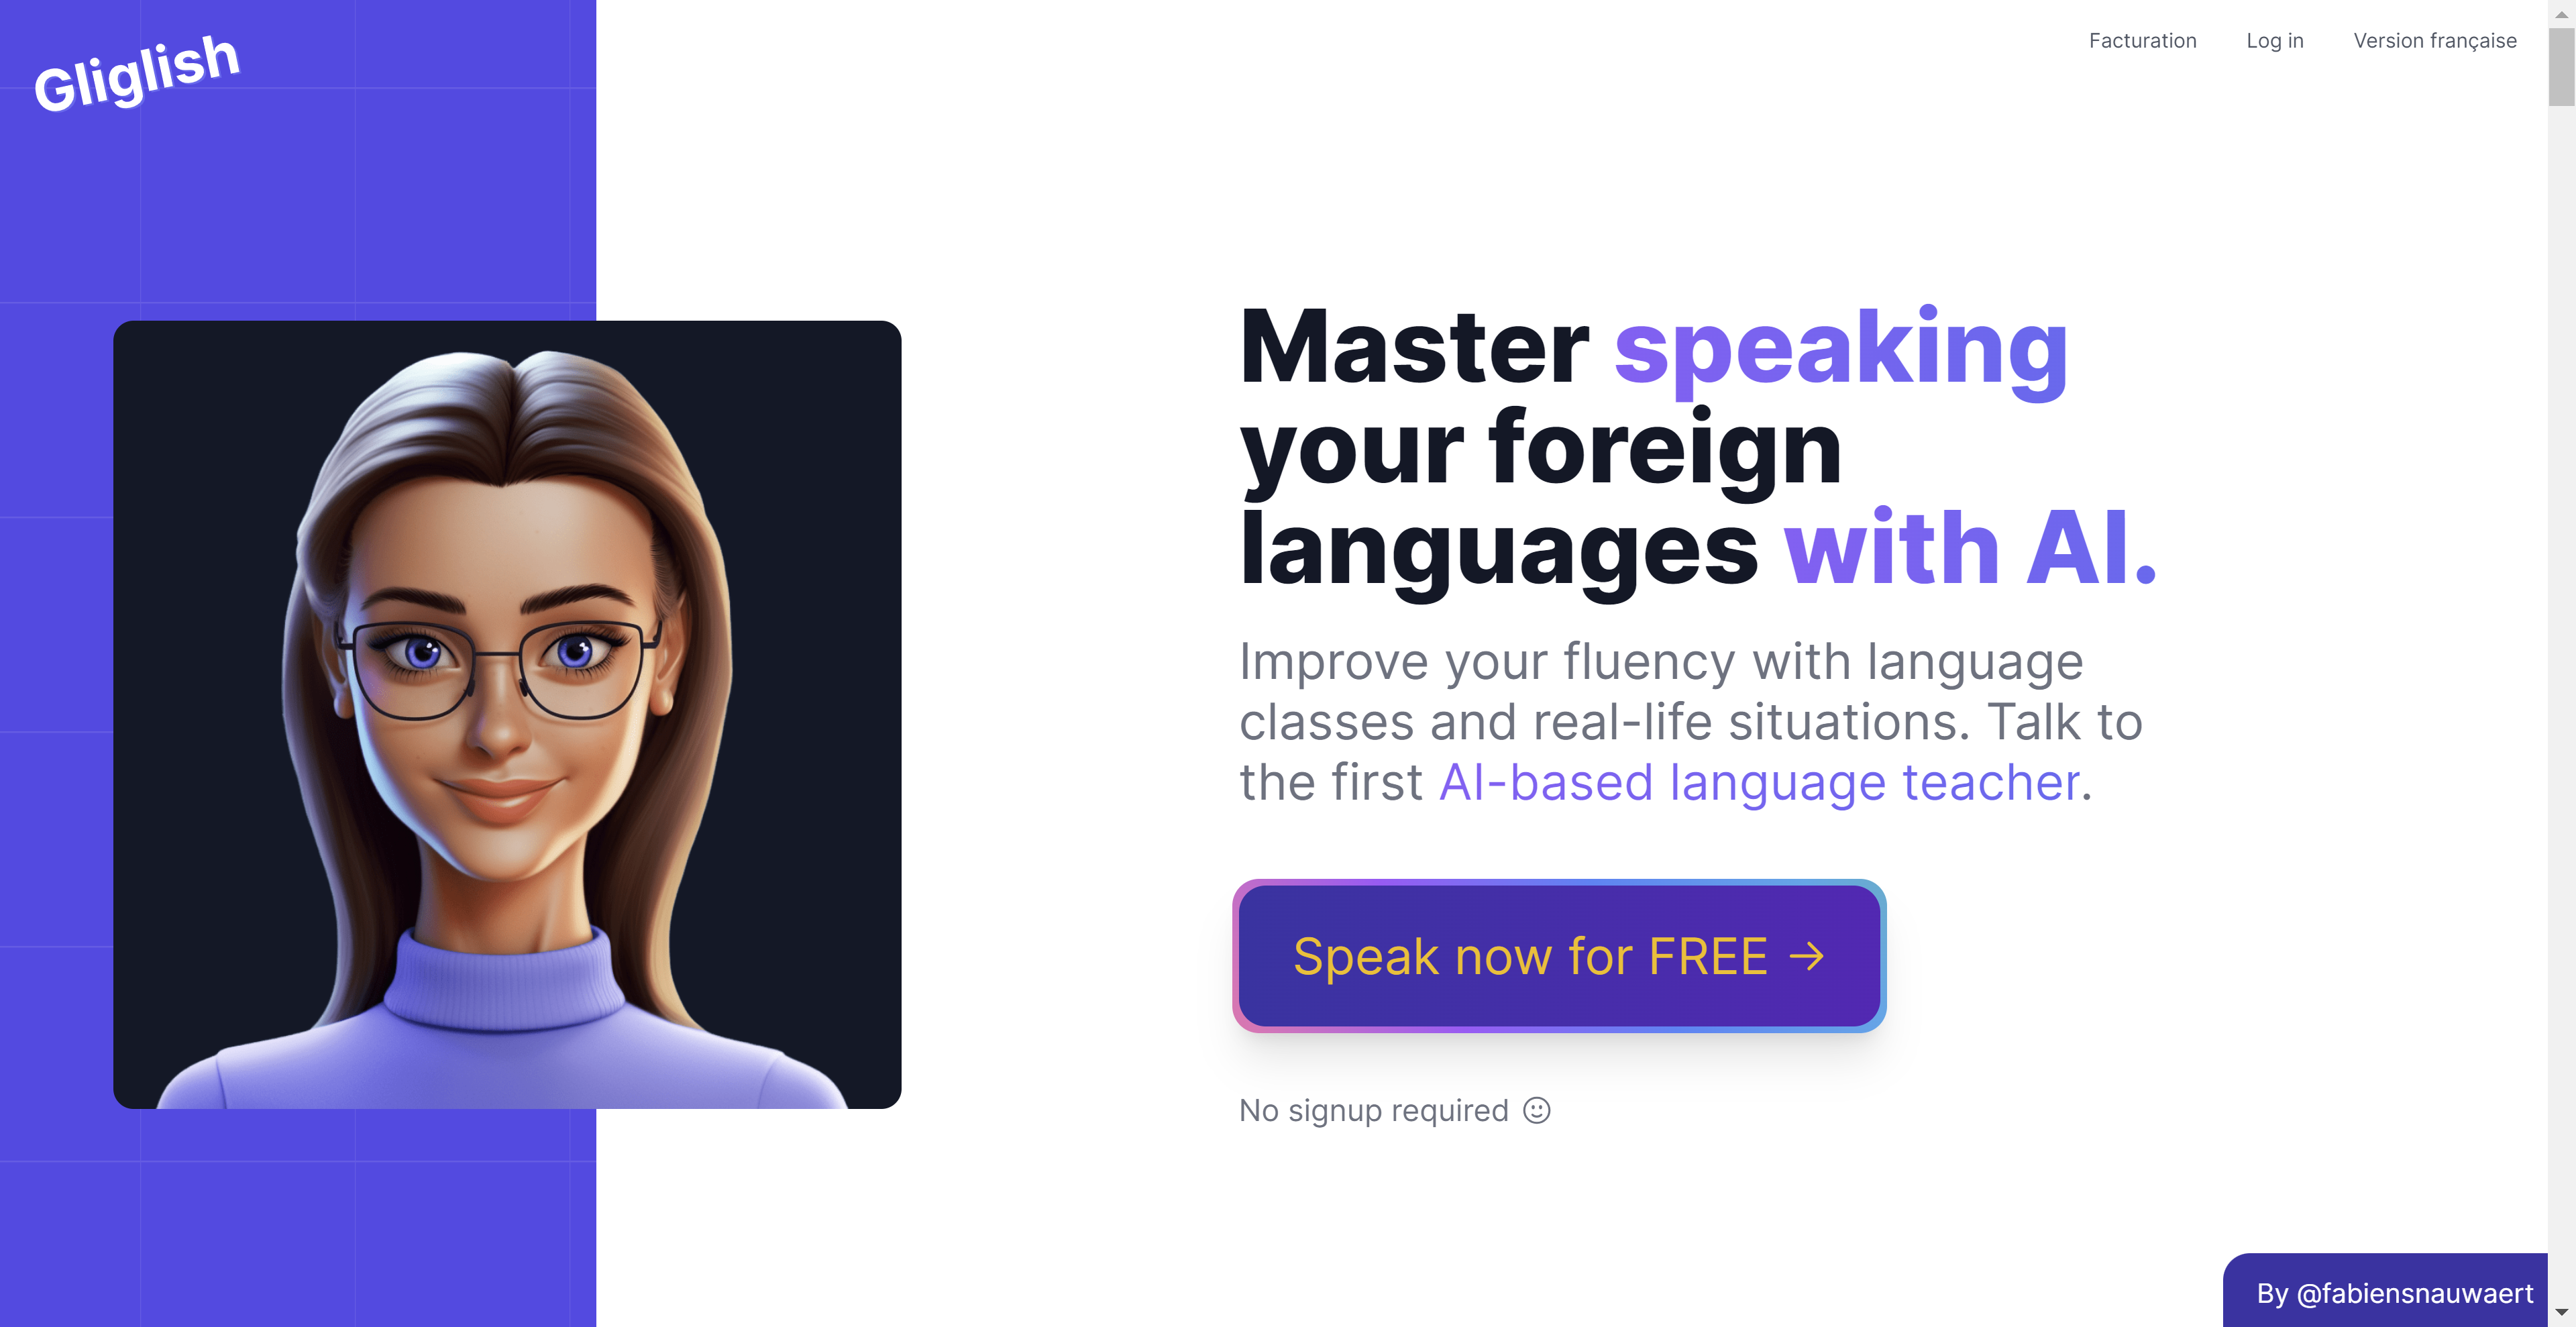 Gliglish
Facturation
Log in
Version française
Master speaking
your foreign
languages with AI.
Improve your fluency with language
classes and real-life situations. Talk to
the first AI-based language teacher.
Speak now for FREE →
No signup required ☺
By @fabiensnauwaert